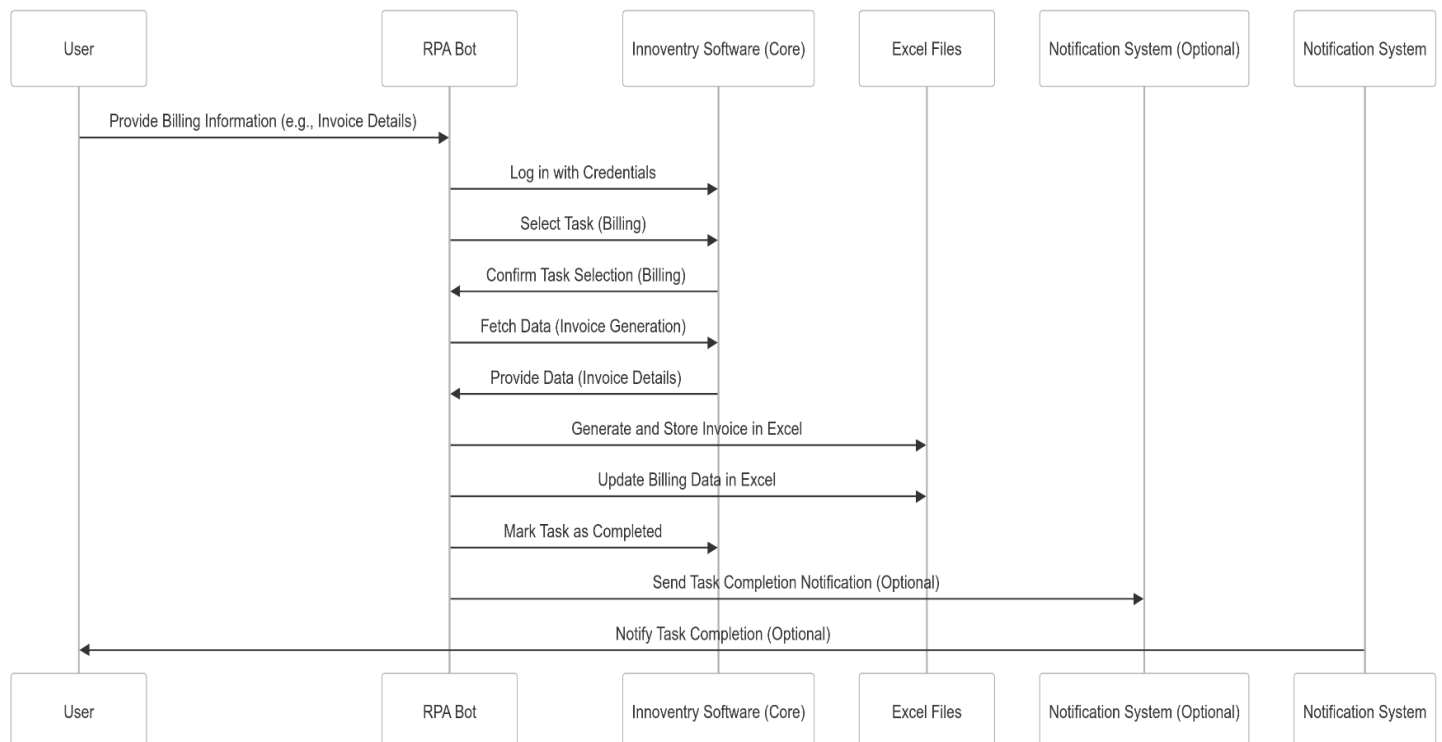 User
RPA Bot
Innoventry Software (Core)
Excel Files
Notification System (Optional)
Notification System
Provide Billing Information (e.g., Invoice Details)
Log in with Credentials
Select Task (Billing)
Confirm Task Selection (Billing)
Fetch Data (Invoice Generation)
Provide Data (Invoice Details)
Generate and Store Invoice in Excel
Update Billing Data in Excel
Mark Task as Completed
Send Task Completion Notification (Optional)
Notify Task Completion (Optional)
User
RPA Bot
Innoventry Software (Core)
Excel Files
Notification System (Optional)
Notification System